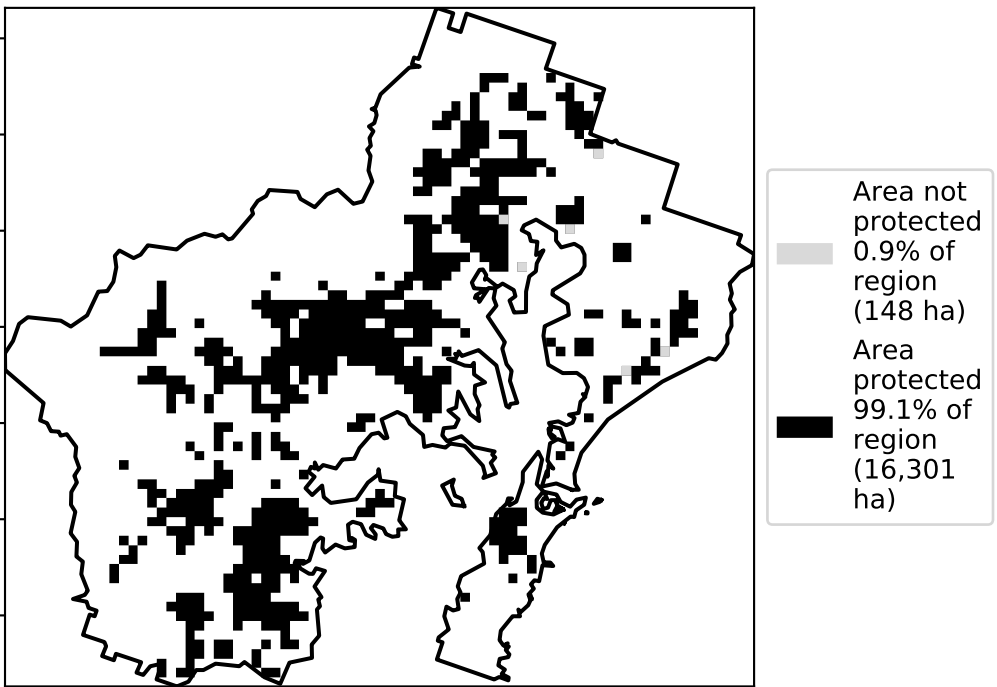 Area not
protected
0.9% of
region
(148 ha)
Area
protected
99.1% of
region
(16,301
ha)